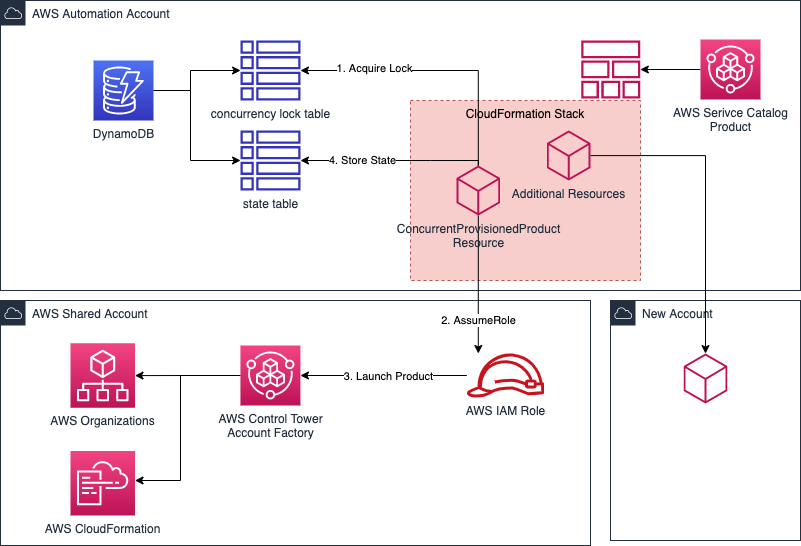 AWS Automation Account
DynamoDB
concurrency lock table
state table
1. Acquire Lock
4. Store State
CloudFormation Stack
Additional Resources
ConcurrentProvisionedProduct
Resource
AWS Serivce Catalog
Product
AWS Shared Account
2. AssumeRole
AWS IAM Role
3. Launch Product
AWS Control Tower
Account Factory
AWS Organizations
AWS CloudFormation
New Account